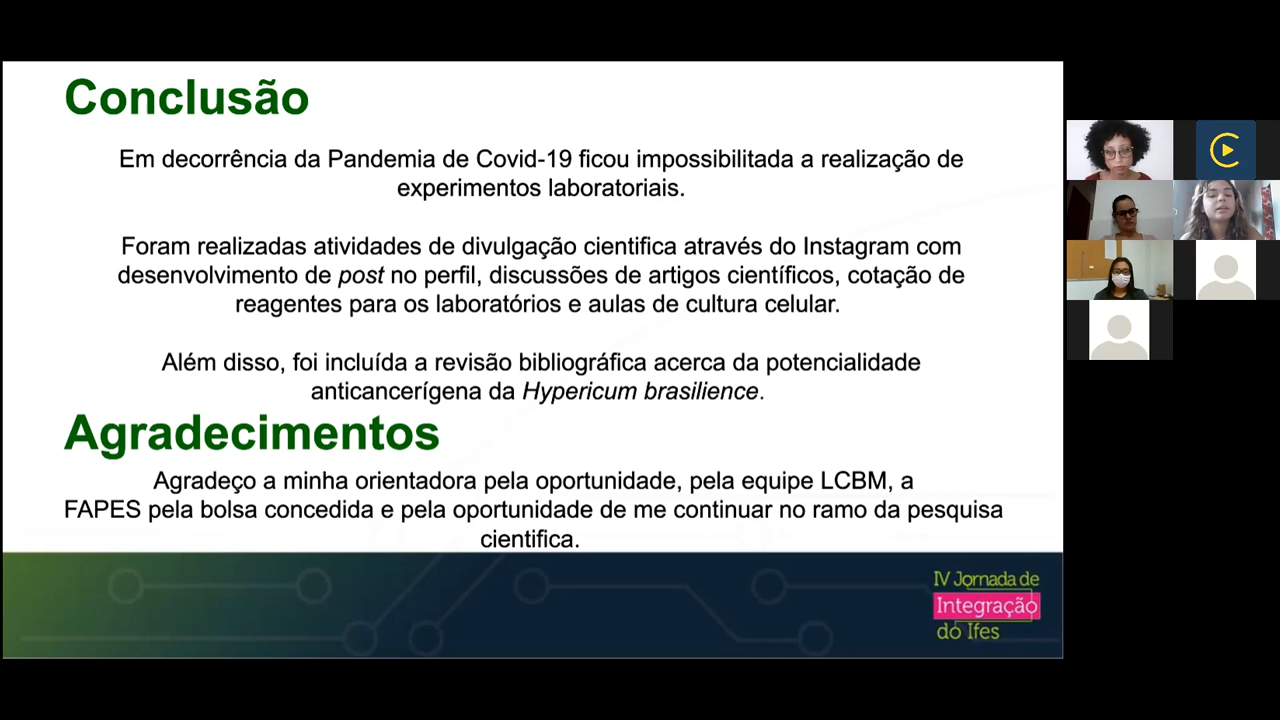 Conclusão
Em decorrência da Pandemia de Covid-19 ficou impossibilitada a realização de
experimentos laboratoriais.
Foram realizadas atividades de divulgação cientifica através do Instagram com
desenvolvimento de post no perfil, discussões de artigos científicos, cotação de
reagentes para os laboratórios e aulas de cultura celular.
Além disso, foi incluída a revisão bibliográfica acerca da potencialidade
anticancerígena da Hypericum brasilience.
Agradecimentos
Agradeço a minha orientadora pela oportunidade, pela equipe LCBM, a
FAPES pela bolsa concedida e pela oportunidade de me continuar no ramo da pesquisa
cientifica.
IV Jornada de
Integração
do Ifes